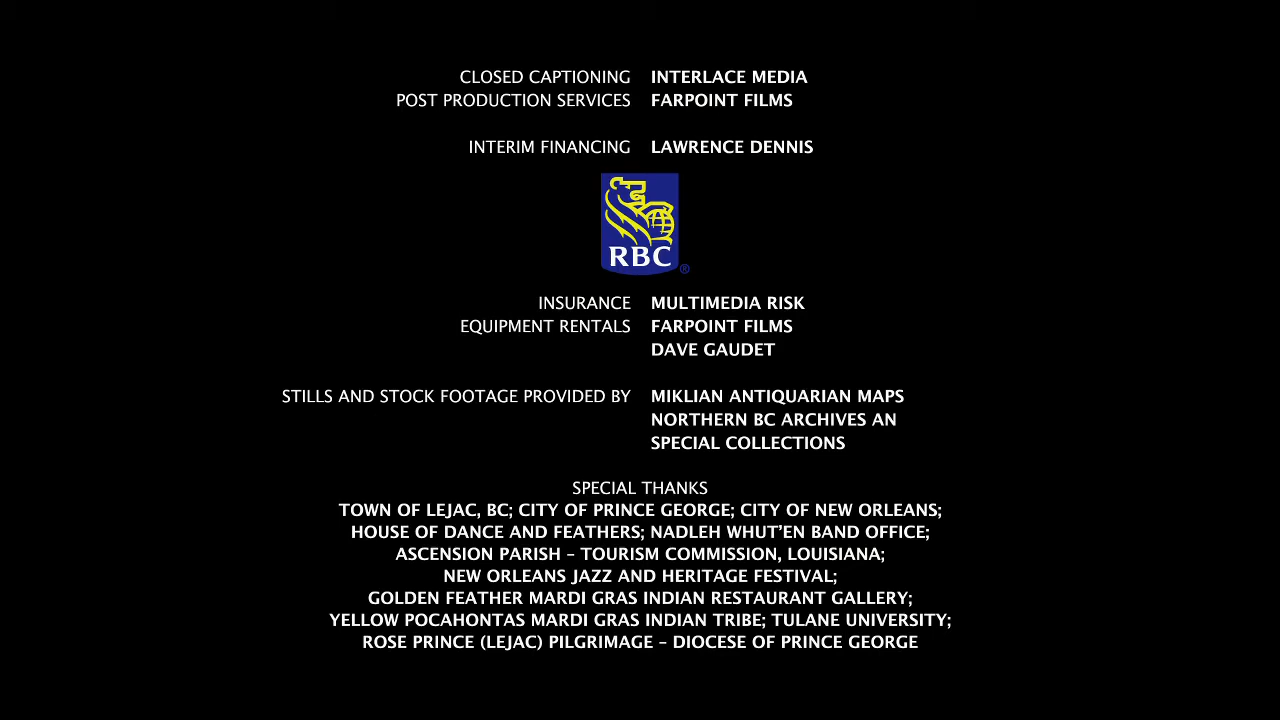 CLOSED CAPTIONING INTERLACE MEDIA
POST PRODUCTION SERVICES FARPOINT FILMS
INTERIM FINANCING LAWRENCE DENNIS
RBC ®
INSURANCE MULTIMEDIA RISK
EQUIPMENT RENTALS FARPOINT FILMS
DAVE GAUDET
STILLS AND STOCK FOOTAGE PROVIDED BY MIKLIAN ANTIQUARIAN MAPS
NORTHERN BC ARCHIVES AN
SPECIAL COLLECTIONS
SPECIAL THANKS
TOWN OF LEJAC, BC; CITY OF PRINCE GEORGE; CITY OF NEW ORLEANS;
HOUSE OF DANCE AND FEATHERS; NADLEH WHUT’EN BAND OFFICE;
ASCENSION PARISH – TOURISM COMMISSION, LOUISIANA;
NEW ORLEANS JAZZ AND HERITAGE FESTIVAL;
GOLDEN FEATHER MARDI GRAS INDIAN RESTAURANT GALLERY;
YELLOW POCAHONTAS MARDI GRAS INDIAN TRIBE; TULANE UNIVERSITY;
ROSE PRINCE (LEJAC) PILGRIMAGE – DIOCESE OF PRINCE GEORGE